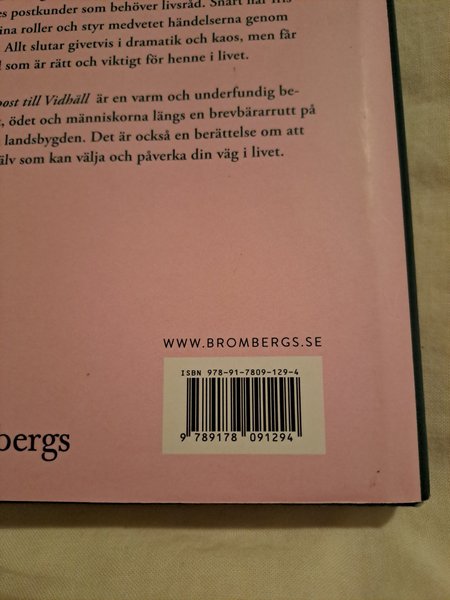 es postkunder som behöver livsråd. Snart har Iris
ina roller och styr medvetet händelserna genom
Allt slutar givetvis i dramatik och kaos, men får
l som är rätt och viktigt för henne i livet.
post till Vidhäll är en varm och underfundig be-
t, ödet och människorna längs en brevbärarrutt på
landsbygden. Det är också en berättelse om att
älv som kan välja och påverka din väg i livet.
WWW.BROMBERGS.SE
ISBN 978-91-7809-129-4
9 789178 091294
bergs